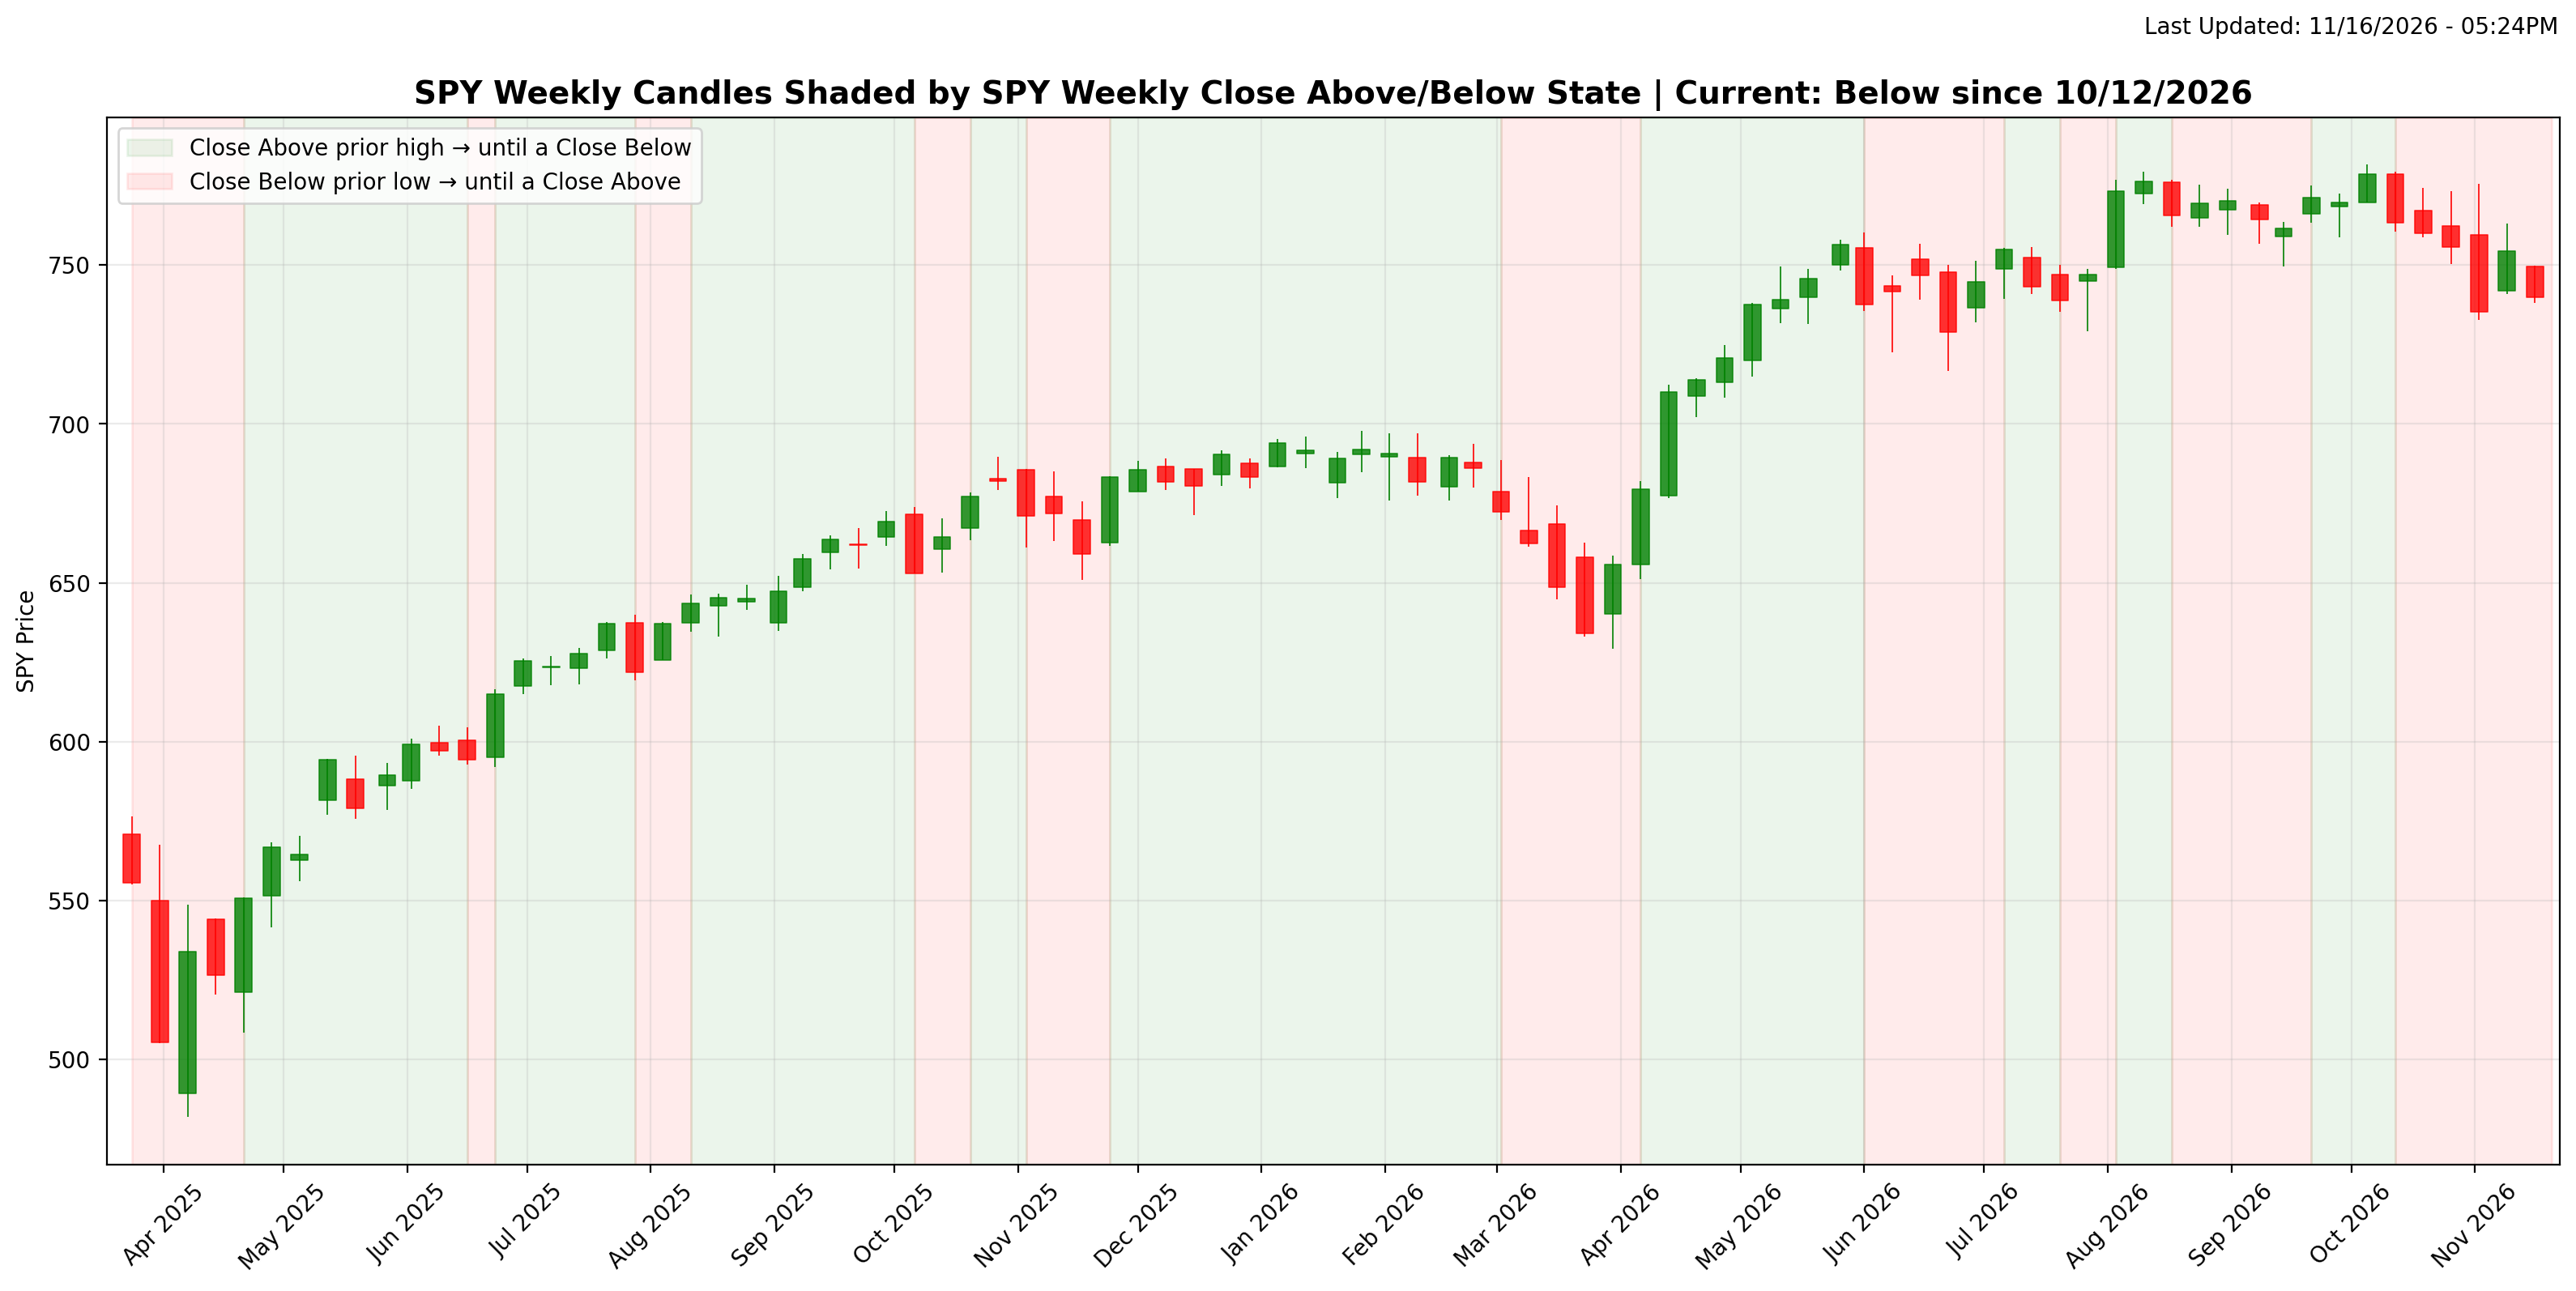 Last Updated: 11/16/2026 - 05:24PM
SPY Weekly Candles Shaded by SPY Weekly Close Above/Below State | Current: Below since 10/12/2026
Close Above prior high → until a Close Below
Close Below prior low → until a Close Above
SPY Price
750
700
650
600
550
500
Apr 2025
May 2025
Jun 2025
Jul 2025
Aug 2025
Sep 2025
Oct 2025
Nov 2025
Dec 2025
Jan 2026
Feb 2026
Mar 2026
Apr 2026
May 2026
Jun 2026
Jul 2026
Aug 2026
Sep 2026
Oct 2026
Nov 2026